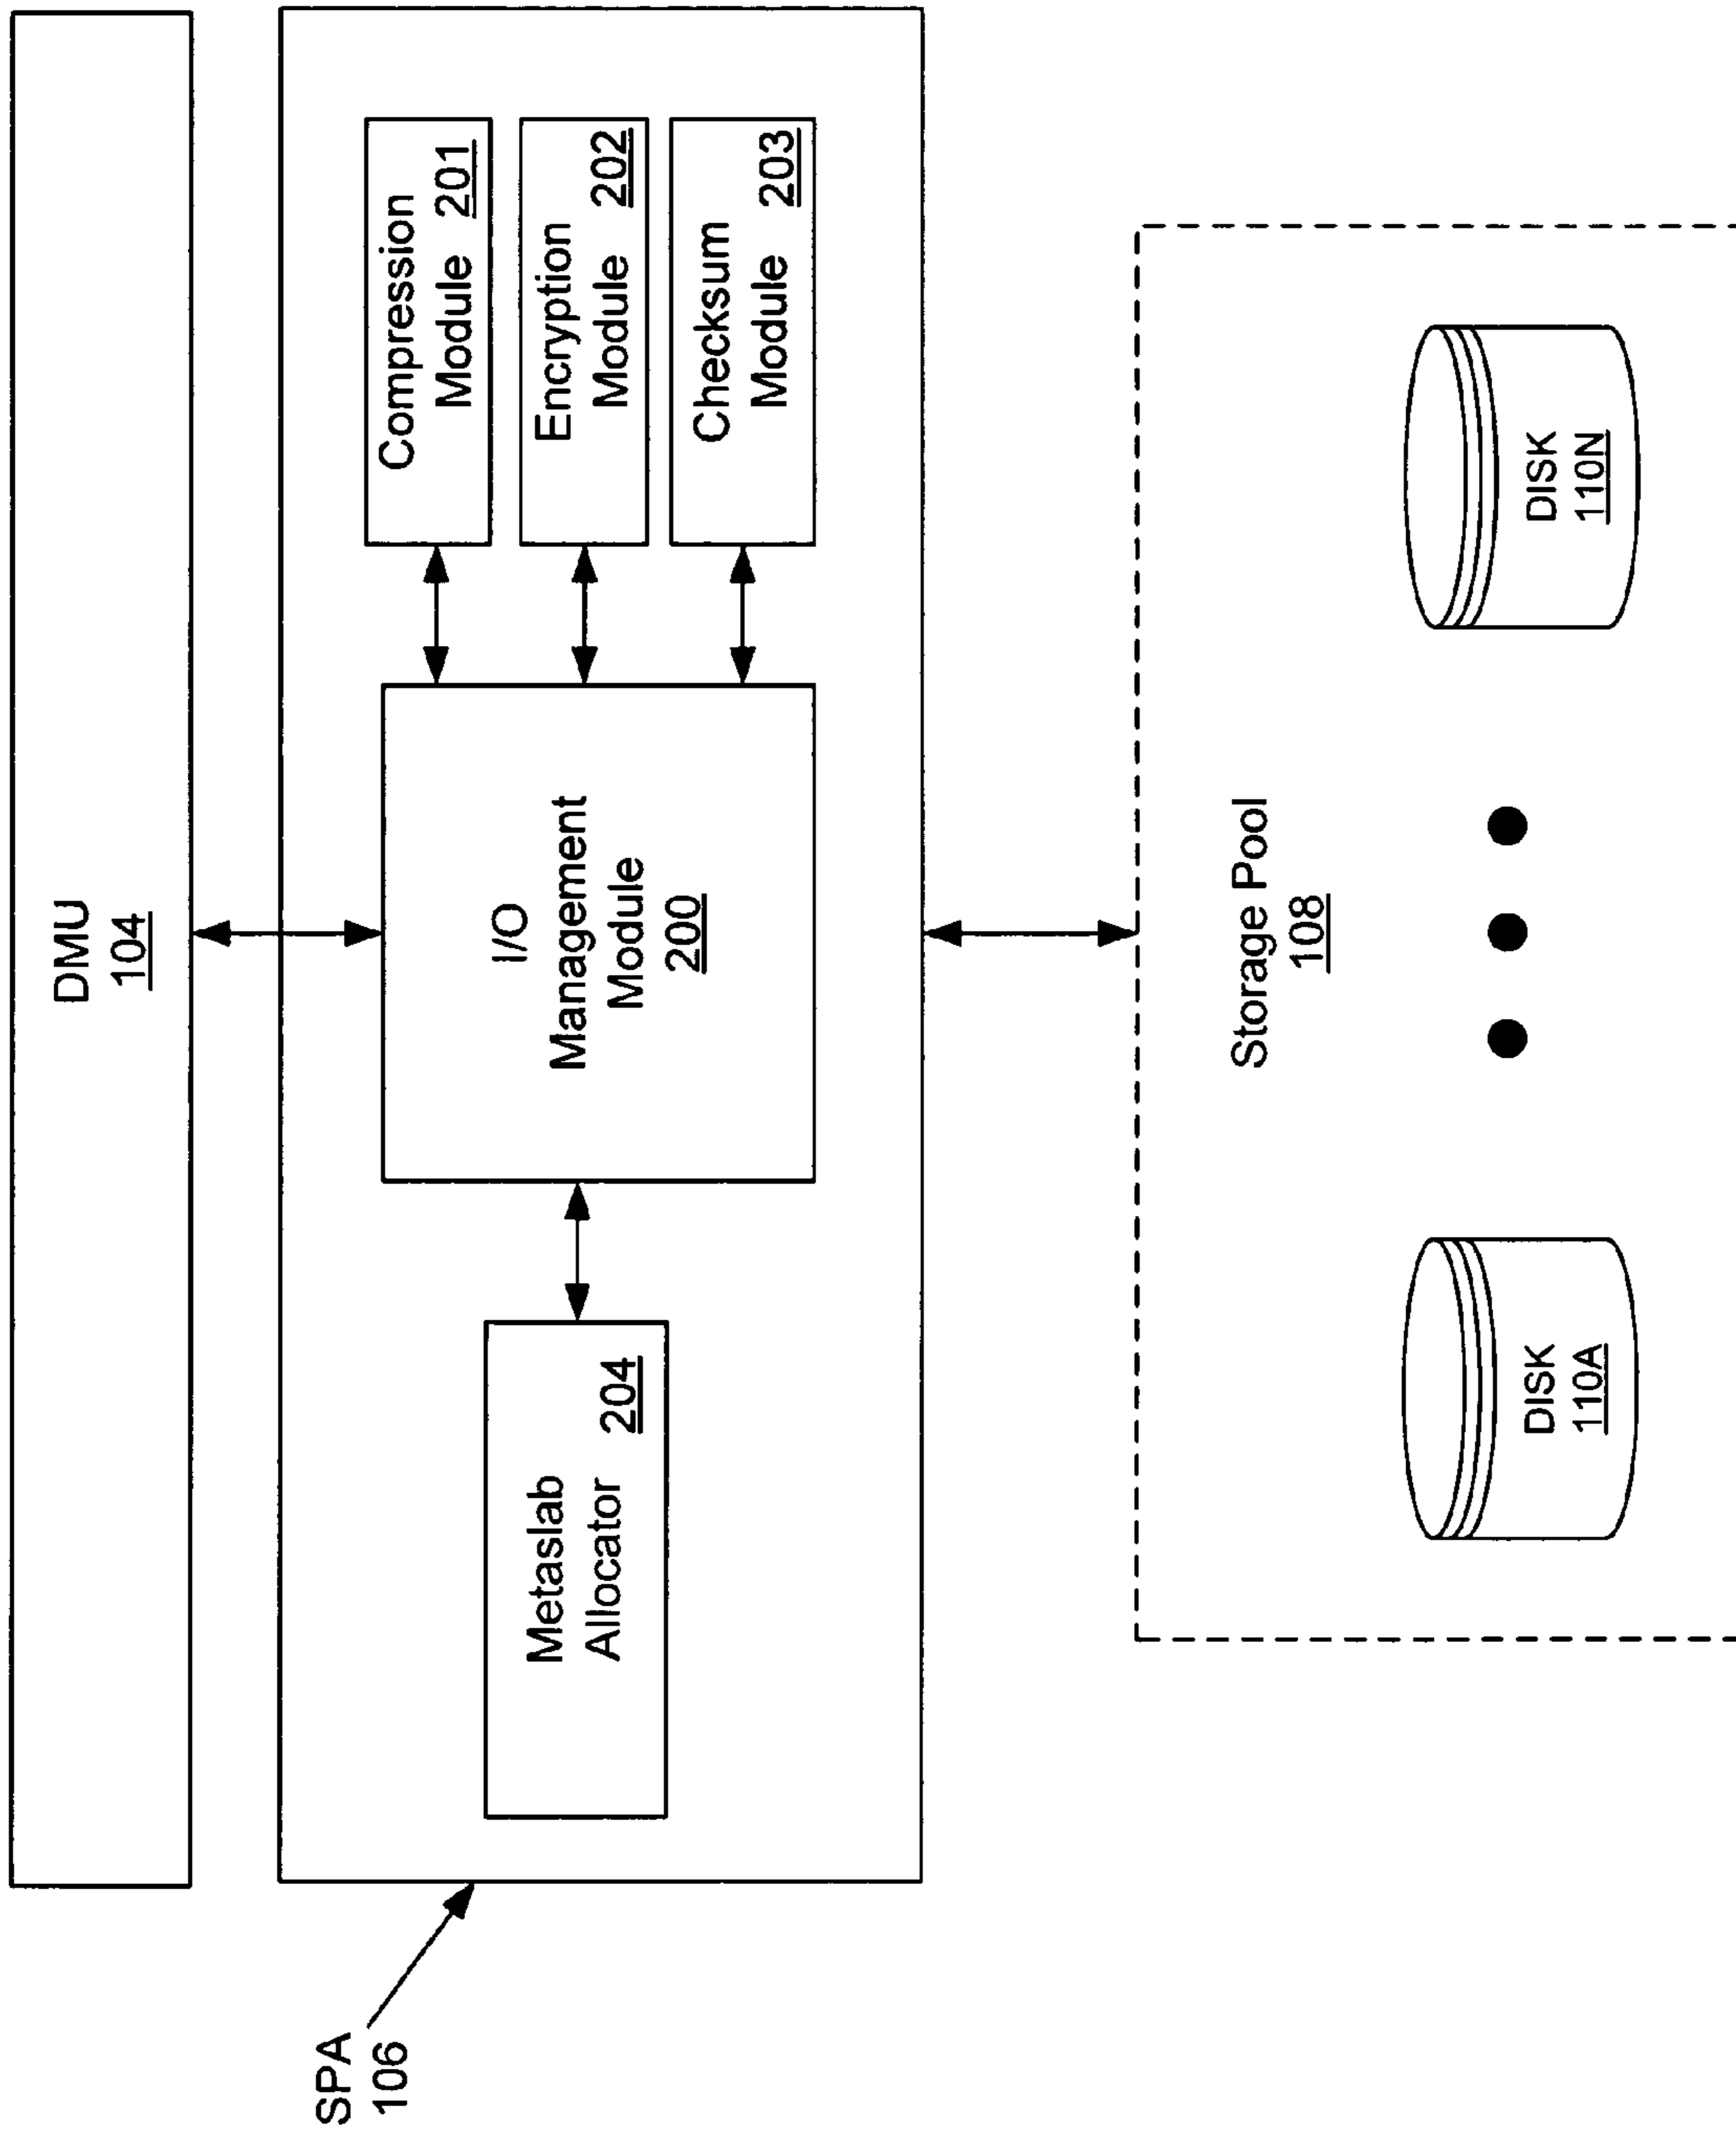 DMU
104
SPA
106
Metaslab
Allocator 204
I/O
Management
Module
200
Compression
Module 201
Encryption
Module 202
Checksum
Module 203
Storage Pool
108
DISK
110A
DISK
110N